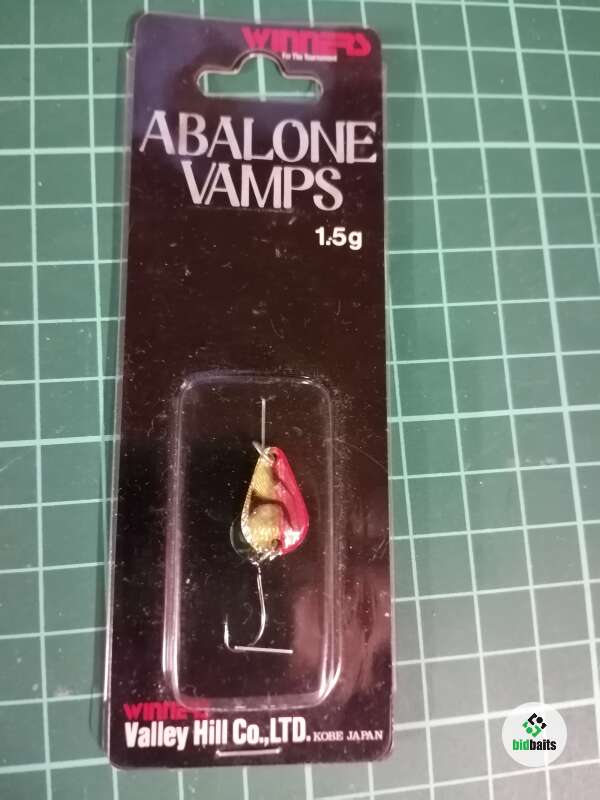 WINNERS
For The Tournament
ABALONE
VAMPS
1.5g
WINNERS
Valley Hill Co.,LTD. KOBE JAPAN
bidbaits